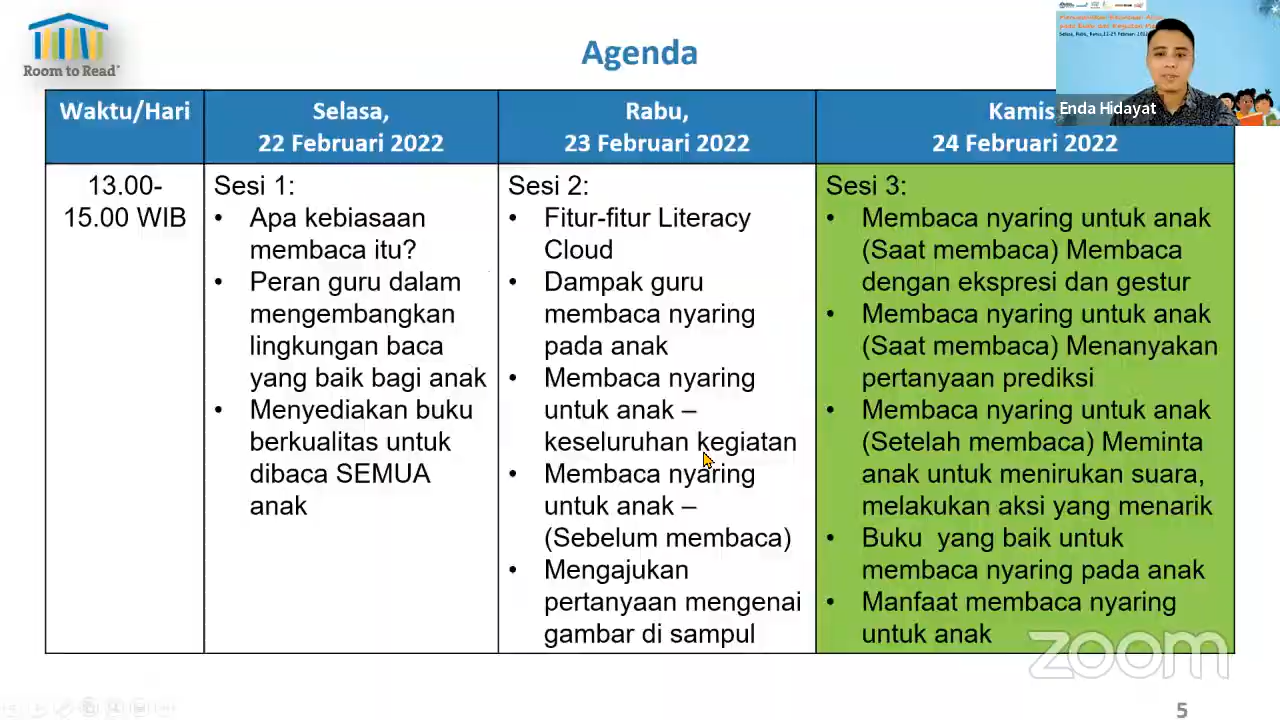 Room to Read
Agenda
Enda Hidayat
Waktu/Hari
Selasa,
22 Februari 2022
Rabu,
23 Februari 2022
Kamis
24 Februari 2022
13.00-
15.00 WIB
Sesi 1:
• Apa kebiasaan
membaca itu?
• Peran guru dalam
mengembangkan
lingkungan baca
yang baik bagi anak
• Menyediakan buku
berkualitas untuk
dibaca SEMUA
anak
Sesi 2:
• Fitur-fitur Literacy
Cloud
• Dampak guru
membaca nyaring
pada anak
• Membaca nyaring
untuk anak –
keseluruhan kegiatan
• Membaca nyaring
untuk anak –
(Sebelum membaca)
• Mengajukan
pertanyaan mengenai
gambar di sampul
Sesi 3:
• Membaca nyaring untuk anak
(Saat membaca) Membaca
dengan ekspresi dan gestur
• Membaca nyaring untuk anak
(Saat membaca) Menanyakan
pertanyaan prediksi
• Membaca nyaring untuk anak
(Setelah membaca) Meminta
anak untuk menirukan suara,
melakukan aksi yang menarik
• Buku  yang baik untuk
membaca nyaring pada anak
• Manfaat membaca nyaring
untuk anak
zoom
5